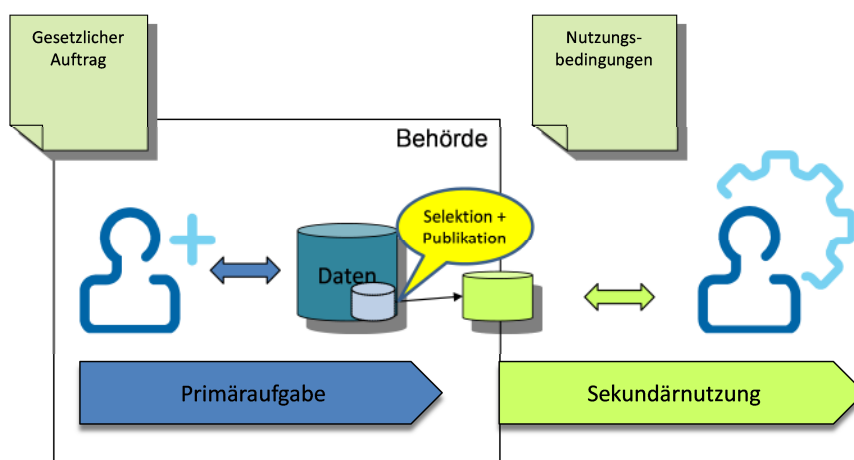 Gesetzlicher
Auftrag
Nutzungs-
bedingungen
Behörde
Selektion +
Publikation
Daten
Primäraufgabe
Sekundärnutzung